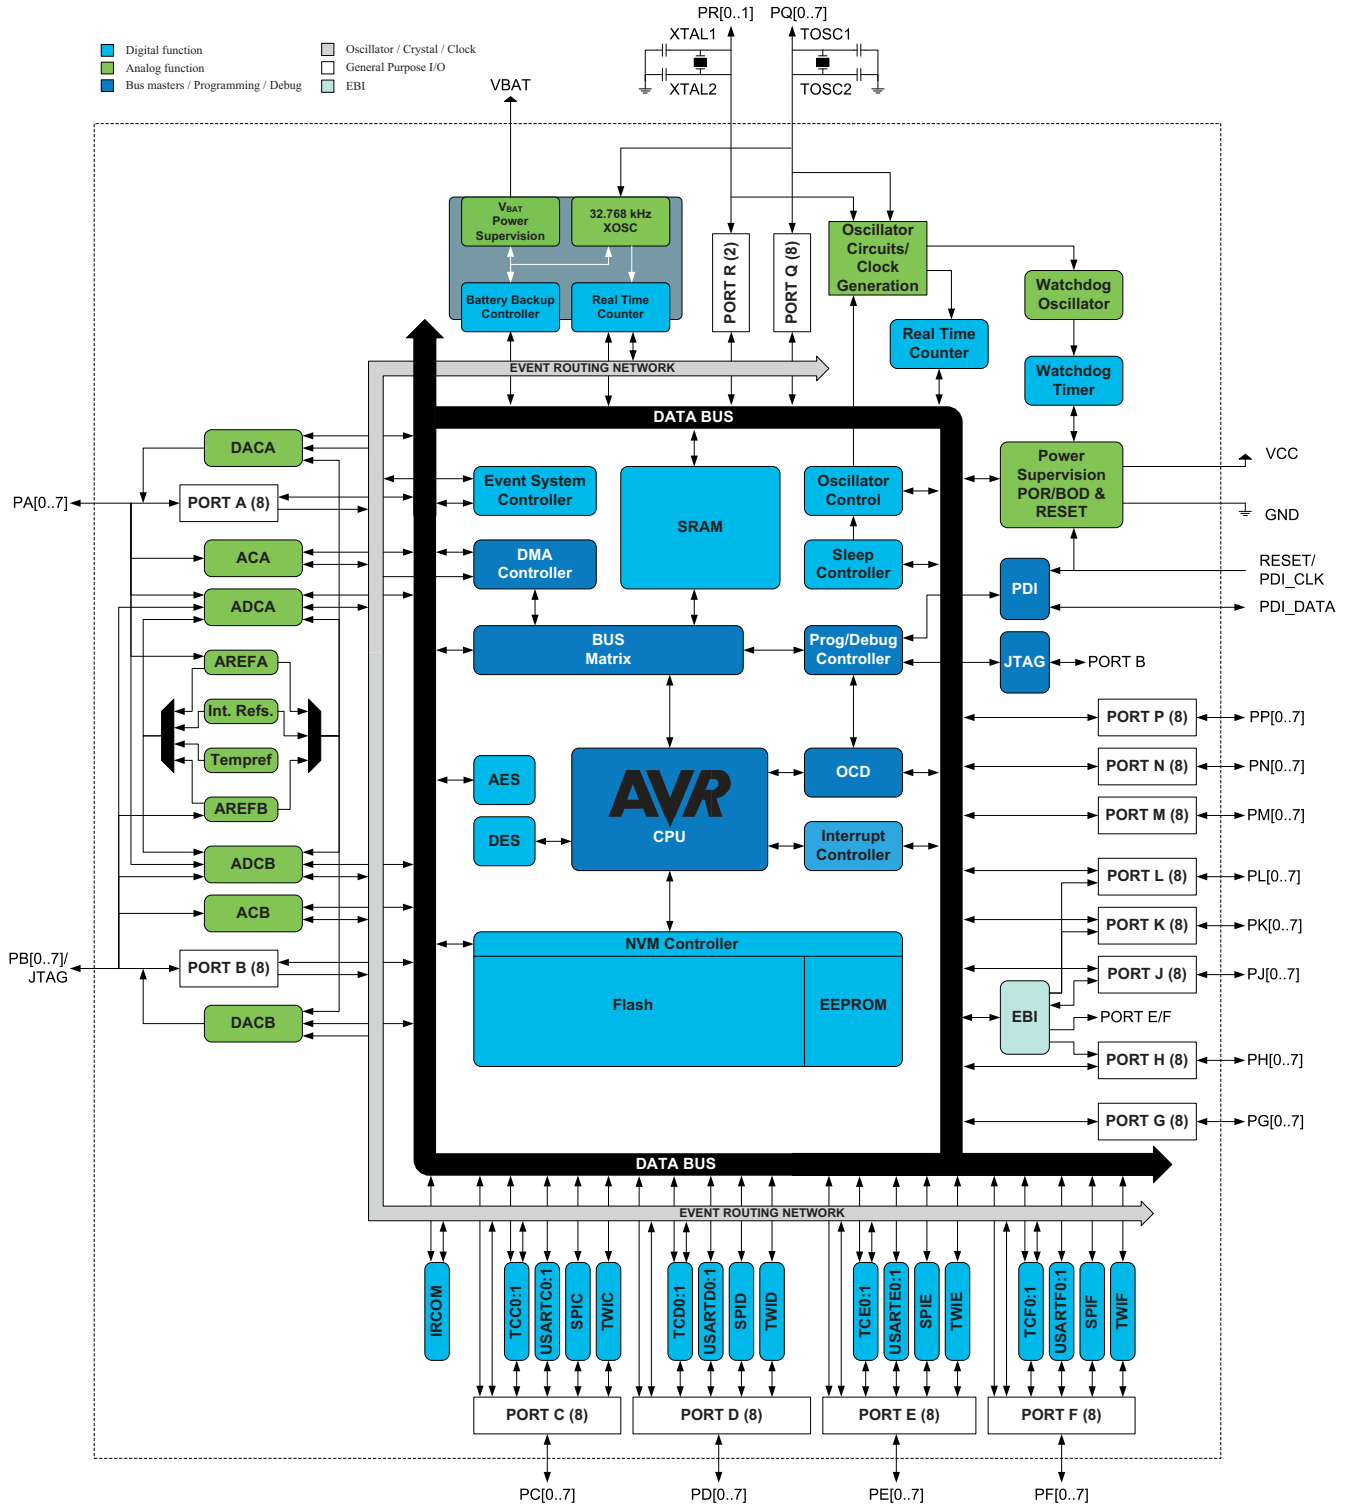 PR[0..1]
PQ[0..7]
XTAL1
TOSC1
XTAL2
TOSC2
Digital function
Analog function
Bus masters / Programming / Debug
Oscillator / Crystal / Clock
General Purpose I/O
EBI
VBAT
VBAT
Power
Supervision
32.768 kHz
XOSC
Battery Backup
Controller
Real Time
Counter
PORT R (2)
PORT Q (8)
Oscillator
Circuits/
Clock
Generation
Real Time
Counter
Watchdog
Oscillator
Watchdog
Timer
EVENT ROUTING NETWORK
DATA BUS
Power
Supervision
POR/BOD &
RESET
VCC
GND
RESET/
PDI_CLK
PDI_DATA
PDI
JTAG
PORT B
DACA
PA[0..7]
PORT A (8)
ACA
ADCA
AREFA
Int. Refs.
Tempref
AREFB
ADCB
ACB
PB[0..7]/
JTAG
PORT B (8)
DACB
Event System
Controller
DMA
Controller
SRAM
Oscillator
Control
Sleep
Controller
BUS
Matrix
Prog/Debug
Controller
AES
DES
AVR
CPU
OCD
Interrupt
Controller
NVM Controller
Flash
EEPROM
PORT P (8)
PP[0..7]
PORT N (8)
PN[0..7]
PORT M (8)
PM[0..7]
PORT L (8)
PL[0..7]
PORT K (8)
PK[0..7]
PORT J (8)
PJ[0..7]
EBI
PORT E/F
PORT H (8)
PH[0..7]
PORT G (8)
PG[0..7]
DATA BUS
EVENT ROUTING NETWORK
IRCOM
TCC0:1
USARTC0:1
SPIC
TWIC
TCD0:1
USARTD0:1
SPID
TWID
TCE0:1
USARTE0:1
SPIE
TWIE
TCF0:1
USARTF0:1
SPIF
TWIF
PORT C (8)
PORT D (8)
PORT E (8)
PORT F (8)
PC[0..7]
PD[0..7]
PE[0..7]
PF[0..7]